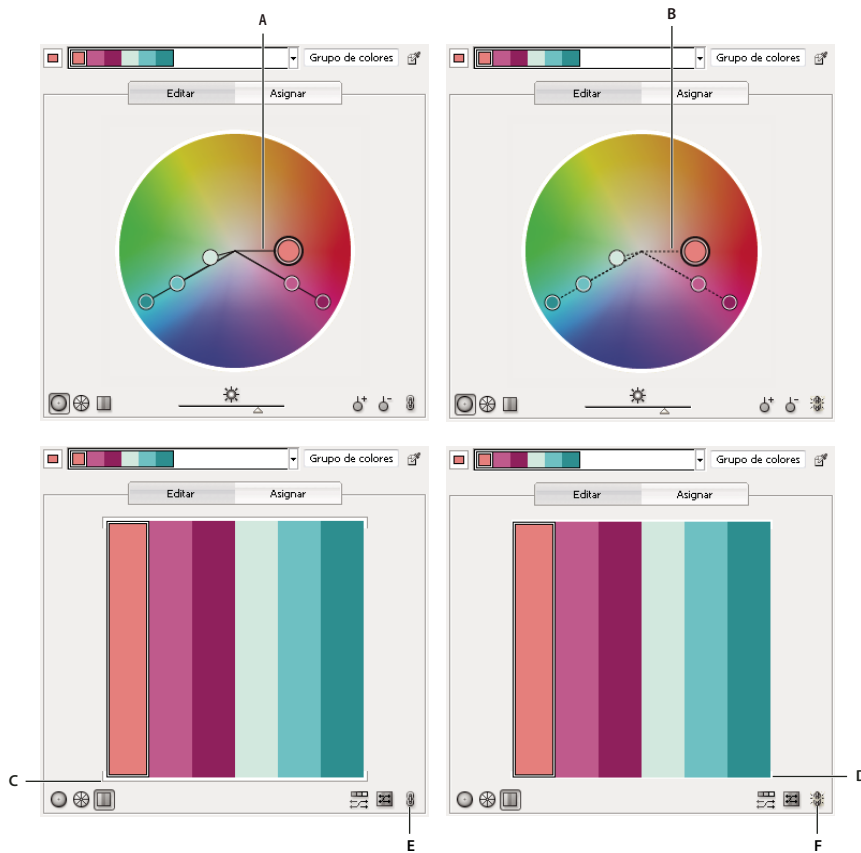 A
B
Grupo de colores
Grupo de colores
Editar Asignar
Editar Asignar
Grupo de colores
Grupo de colores
Editar Asignar
Editar Asignar
C
D
E
F